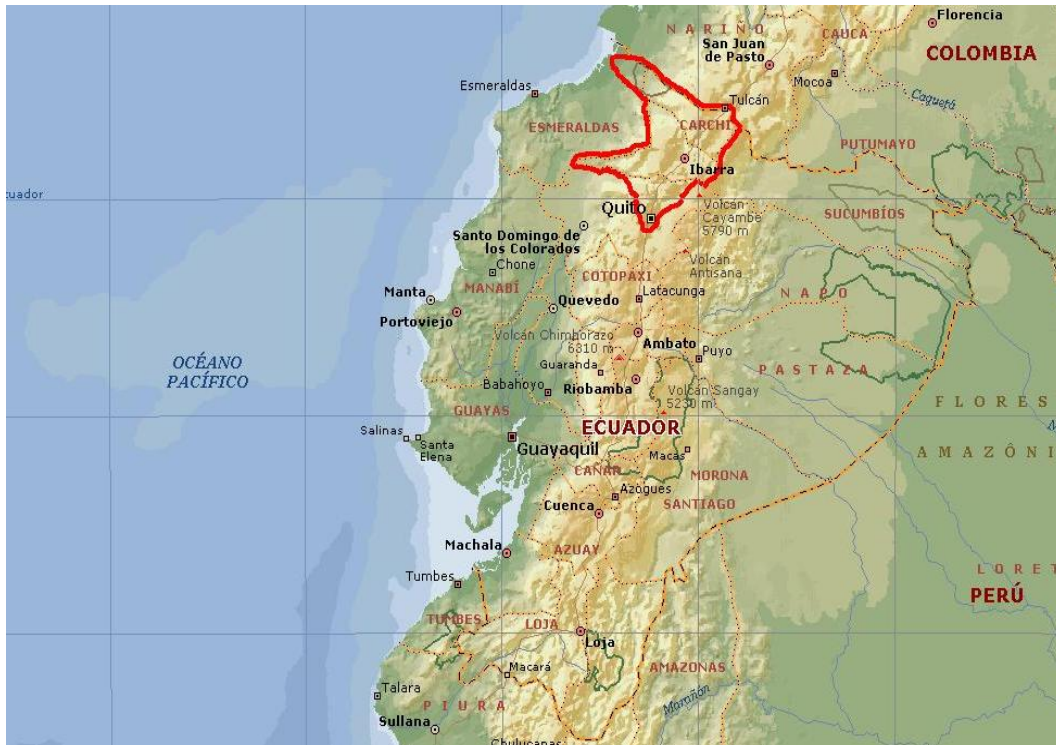 Florencia
NARIÑO
CAUCA
San Juan
de Pasto
COLOMBIA
Mocoa
Esmeraldas
Caquetá
Tulcán
ESMERALDAS
CARCHI
PUTUMAYO
Ibarra
cuador
Quito
Volcán
Cayambe
5790 m
SUCUMBÍOS
Santo Domingo de
los Colorados
Volcán
Antisana
Chone
COTOPAXI
MANABÍ
Manta
Latacunga
NAPO
Quevedo
Portoviejo
Volcán Chimborazo
6310 m
Ambato
OCÉANO
PACÍFICO
Puyo
Guaranda
PASTAZA
Babahoyo
Riobamba
Volcán Sangay
5230 m
GUAYAS
FLORES
Salinas
Santa
Elena
ECUADOR
Guayaquil
Macas
AMAZÓNI
CAÑAR
MORONA
SANTIAGO
Azogues
Cuenca
Machala
AZUAY
Tumbes
LORET
PERÚ
TUMBES
LOJA
Loja
Macará
AMAZONAS
Talara
Marañón
PIURA
Sullana
Chulucanas